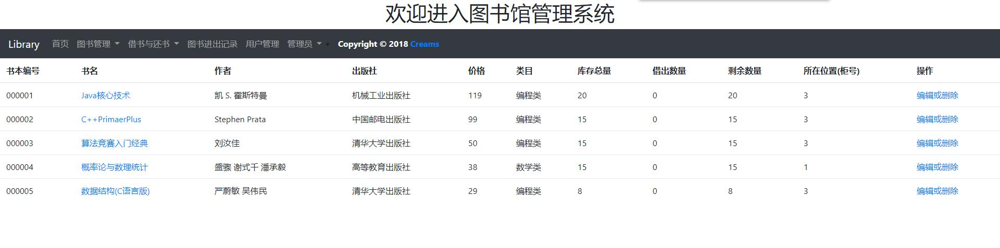 欢迎进入图书馆管理系统
Library 首页 图书管理 借书与还书 图书进出记录 用户管理 管理员 Copyright © 2018 Creams
书本编号 书名 作者 出版社 价格 类目 库存总量 借出数量 剩余数量 所在位置(柜号) 操作
000001 Java核心技术 凯 S. 霍斯特曼 机械工业出版社 119 编程类 20 0 20 3 编辑或删除
000002 C++PrimaerPlus Stephen Prata 中国邮电出版社 99 编程类 15 0 15 3 编辑或删除
000003 算法竞赛入门经典 刘汝佳 清华大学出版社 50 编程类 15 0 15 3 编辑或删除
000004 概率论与数理统计 盛骤 谢式千 潘承毅 高等教育出版社 38 数学类 15 0 15 1 编辑或删除
000005 数据结构(C语言版) 严蔚敏 吴伟民 清华大学出版社 29 编程类 8 0 8 3 编辑或删除